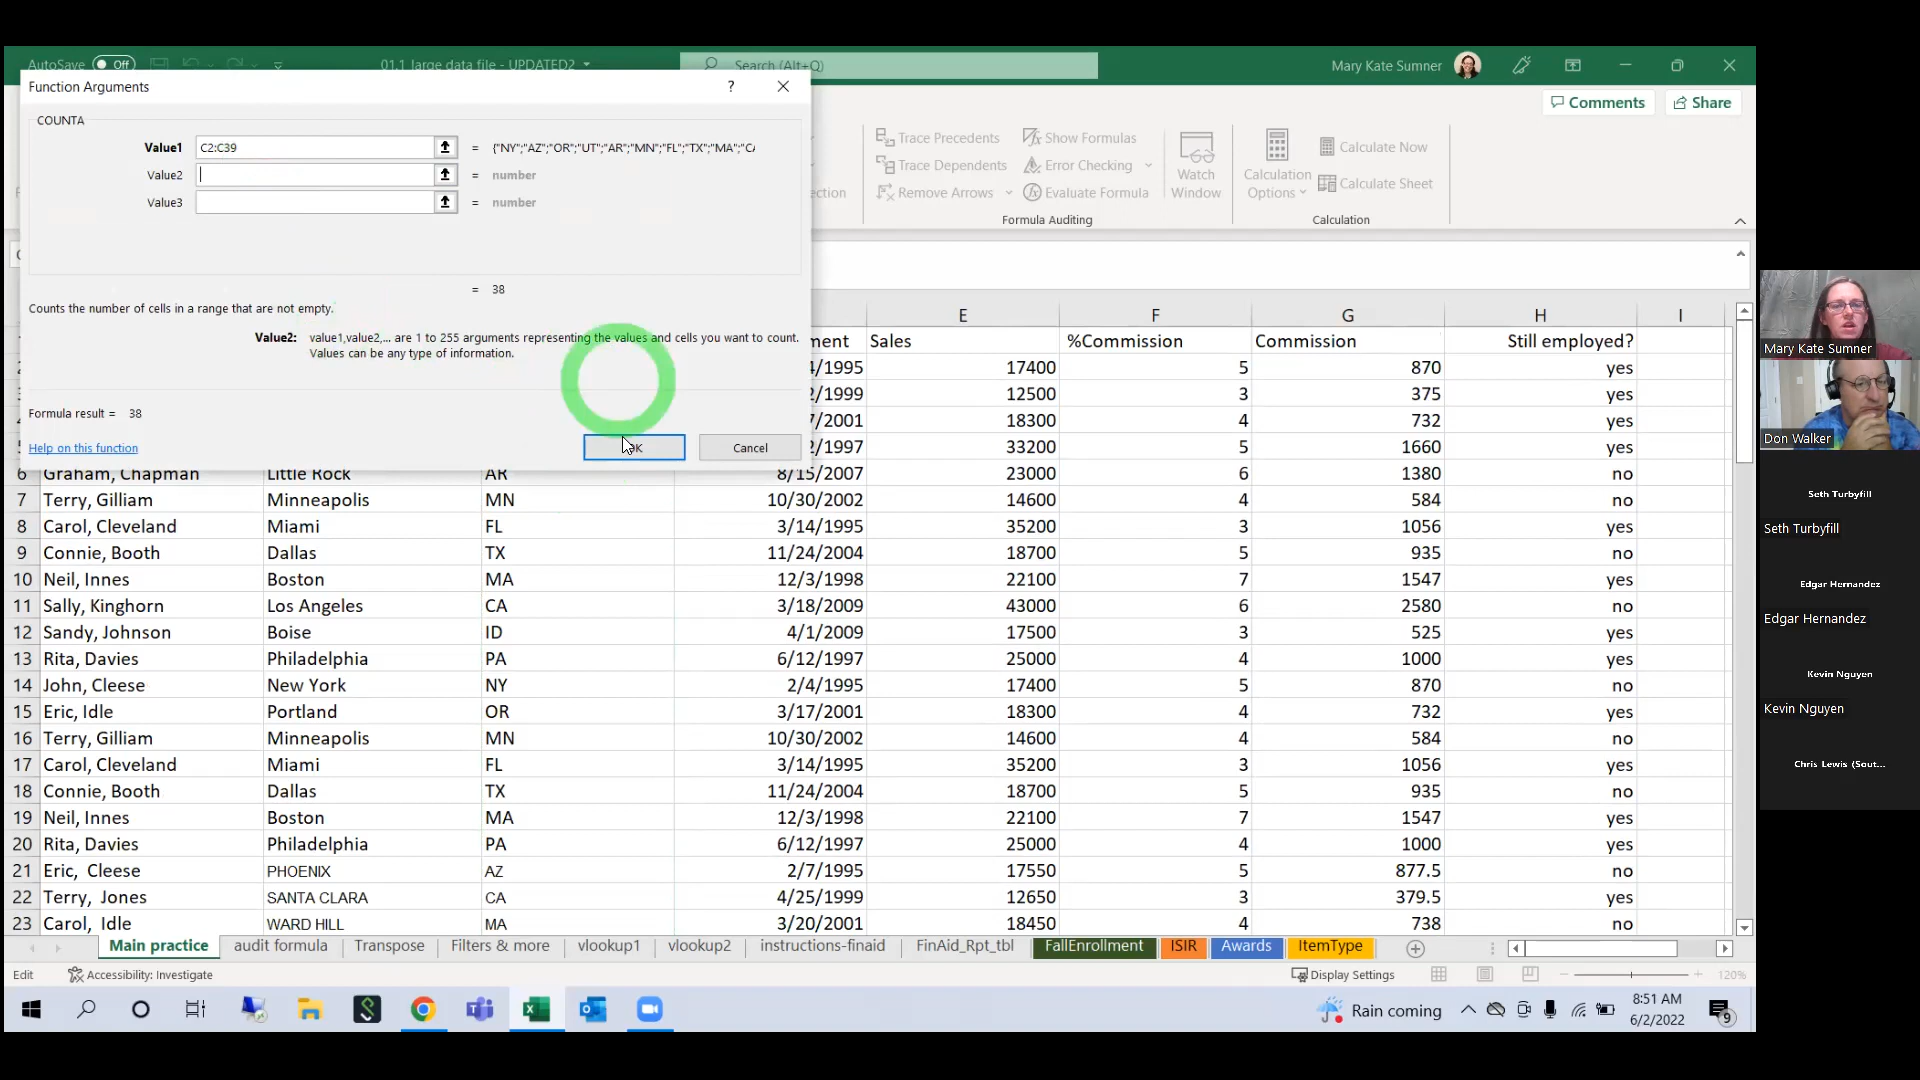 AutoSave Off 01.1 large data file - UPDATED2 Search (Alt+Q) Mary Kate Sumner
Function Arguments ? 
Comments Share
COUNTA
Value1 C2:C39 = {"NY";"AZ";"OR";"UT";"AR";"MN";"FL";"TX";"MA";"CA
Value2 = number
Value3 = number
= 38
Counts the number of cells in a range that are not empty.
Value2: value1,value2,... are 1 to 255 arguments representing the values and cells you want to count.
Values can be any type of information.
Formula result = 38
Help on this function OK Cancel
Trace Precedents Show Formulas
Trace Dependents Error Checking
Remove Arrows Evaluate Formula
Watch
Window
Formula Auditing
Calculation
Options
Calculate Now
Calculate Sheet
Calculation
E F G H I
ment Sales %Commission Commission Still employed?
4/1995 17400 5 870 yes
2/1999 12500 3 375 yes
7/2001 18300 4 732 yes
2/1997 33200 5 1660 yes
6 Graham, Chapman Little Rock AR 8/15/2007 23000 6 1380 no
7 Terry, Gilliam Minneapolis MN 10/30/2002 14600 4 584 no
8 Carol, Cleveland Miami FL 3/14/1995 35200 3 1056 yes
9 Connie, Booth Dallas TX 11/24/2004 18700 5 935 no
10 Neil, Innes Boston MA 12/3/1998 22100 7 1547 yes
11 Sally, Kinghorn Los Angeles CA 3/18/2009 43000 6 2580 no
12 Sandy, Johnson Boise ID 4/1/2009 17500 3 525 yes
13 Rita, Davies Philadelphia PA 6/12/1997 25000 4 1000 yes
14 John, Cleese New York NY 2/4/1995 17400 5 870 no
15 Eric, Idle Portland OR 3/17/2001 18300 4 732 yes
16 Terry, Gilliam Minneapolis MN 10/30/2002 14600 4 584 no
17 Carol, Cleveland Miami FL 3/14/1995 35200 3 1056 yes
18 Connie, Booth Dallas TX 11/24/2004 18700 5 935 no
19 Neil, Innes Boston MA 12/3/1998 22100 7 1547 yes
20 Rita, Davies Philadelphia PA 6/12/1997 25000 4 1000 yes
21 Eric, Cleese PHOENIX AZ 2/7/1995 17550 5 877.5 no
22 Terry, Jones SANTA CLARA CA 4/25/1999 12650 3 379.5 yes
23 Carol, Idle WARD HILL MA 3/20/2001 18450 4 738 no
Main practice audit formula Transpose Filters & more vlookup1 vlookup2 instructions-finaid FinAid_Rpt_tbl FallEnrollment ISIR Awards ItemType
Edit Accessibility: Investigate Display Settings 120%
Rain coming 8:51 AM
6/2/2022 9
Mary Kate Sumner
Don Walker
Seth Turbyfill
Seth Turbyfill
Edgar Hernandez
Edgar Hernandez
Kevin Nguyen
Kevin Nguyen
Chris Lewis (Sout...